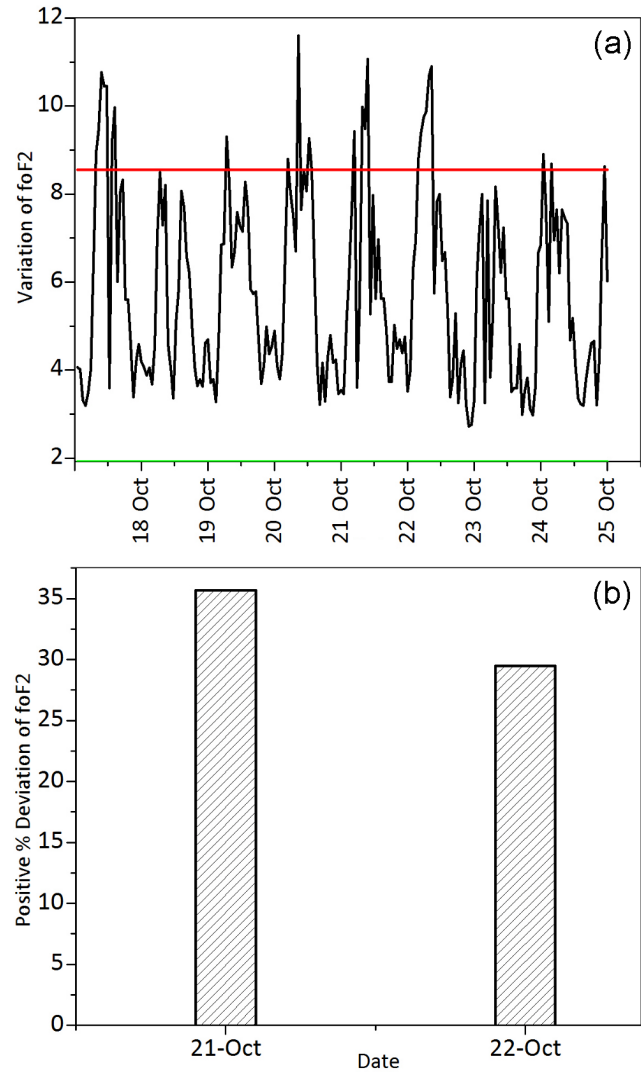 (a)
Variation of foF2
12
10
8
6
4
2
18 Oct
19 Oct
20 Oct
21 Oct
22 Oct
23 Oct
24 Oct
25 Oct
(b)
Positive % Deviation of foF2
35
30
25
20
15
10
5
0
21-Oct
22-Oct
Date